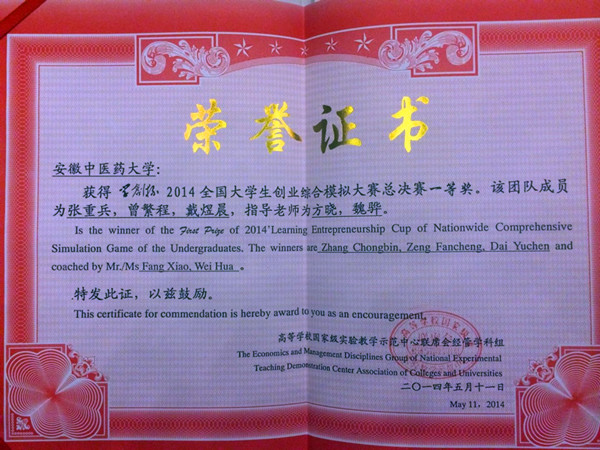 荣誉证书
安徽中医药大学：
获得学创杯2014全国大学生创业综合模拟大赛总决赛一等奖。该团队成员
为张重兵，曾繁程，戴煜晨，指导老师为方晓，魏骅。
Is the winner of the First Prize of 2014"Learning Entrepreneurship Cup of Nationwide Comprehensive
Simulation Game of the Undergraduates. The winners are Zhang Chongbin, Zeng Fancheng, Dai Yuchen and
coached by Mr./Ms Fang Xiao, Wei Hua 。
特发此证，以兹鼓励。
This certificate for commendation is hereby award to you as an encouragement.
高等学校国家级实验教学示范中心联席会经管学科组
The Economics and Management Disciplines Group of National Experimental
Teaching Demonstration Center Association of Colleges and Universities
二〇一四年五月十一日
May 11, 2014